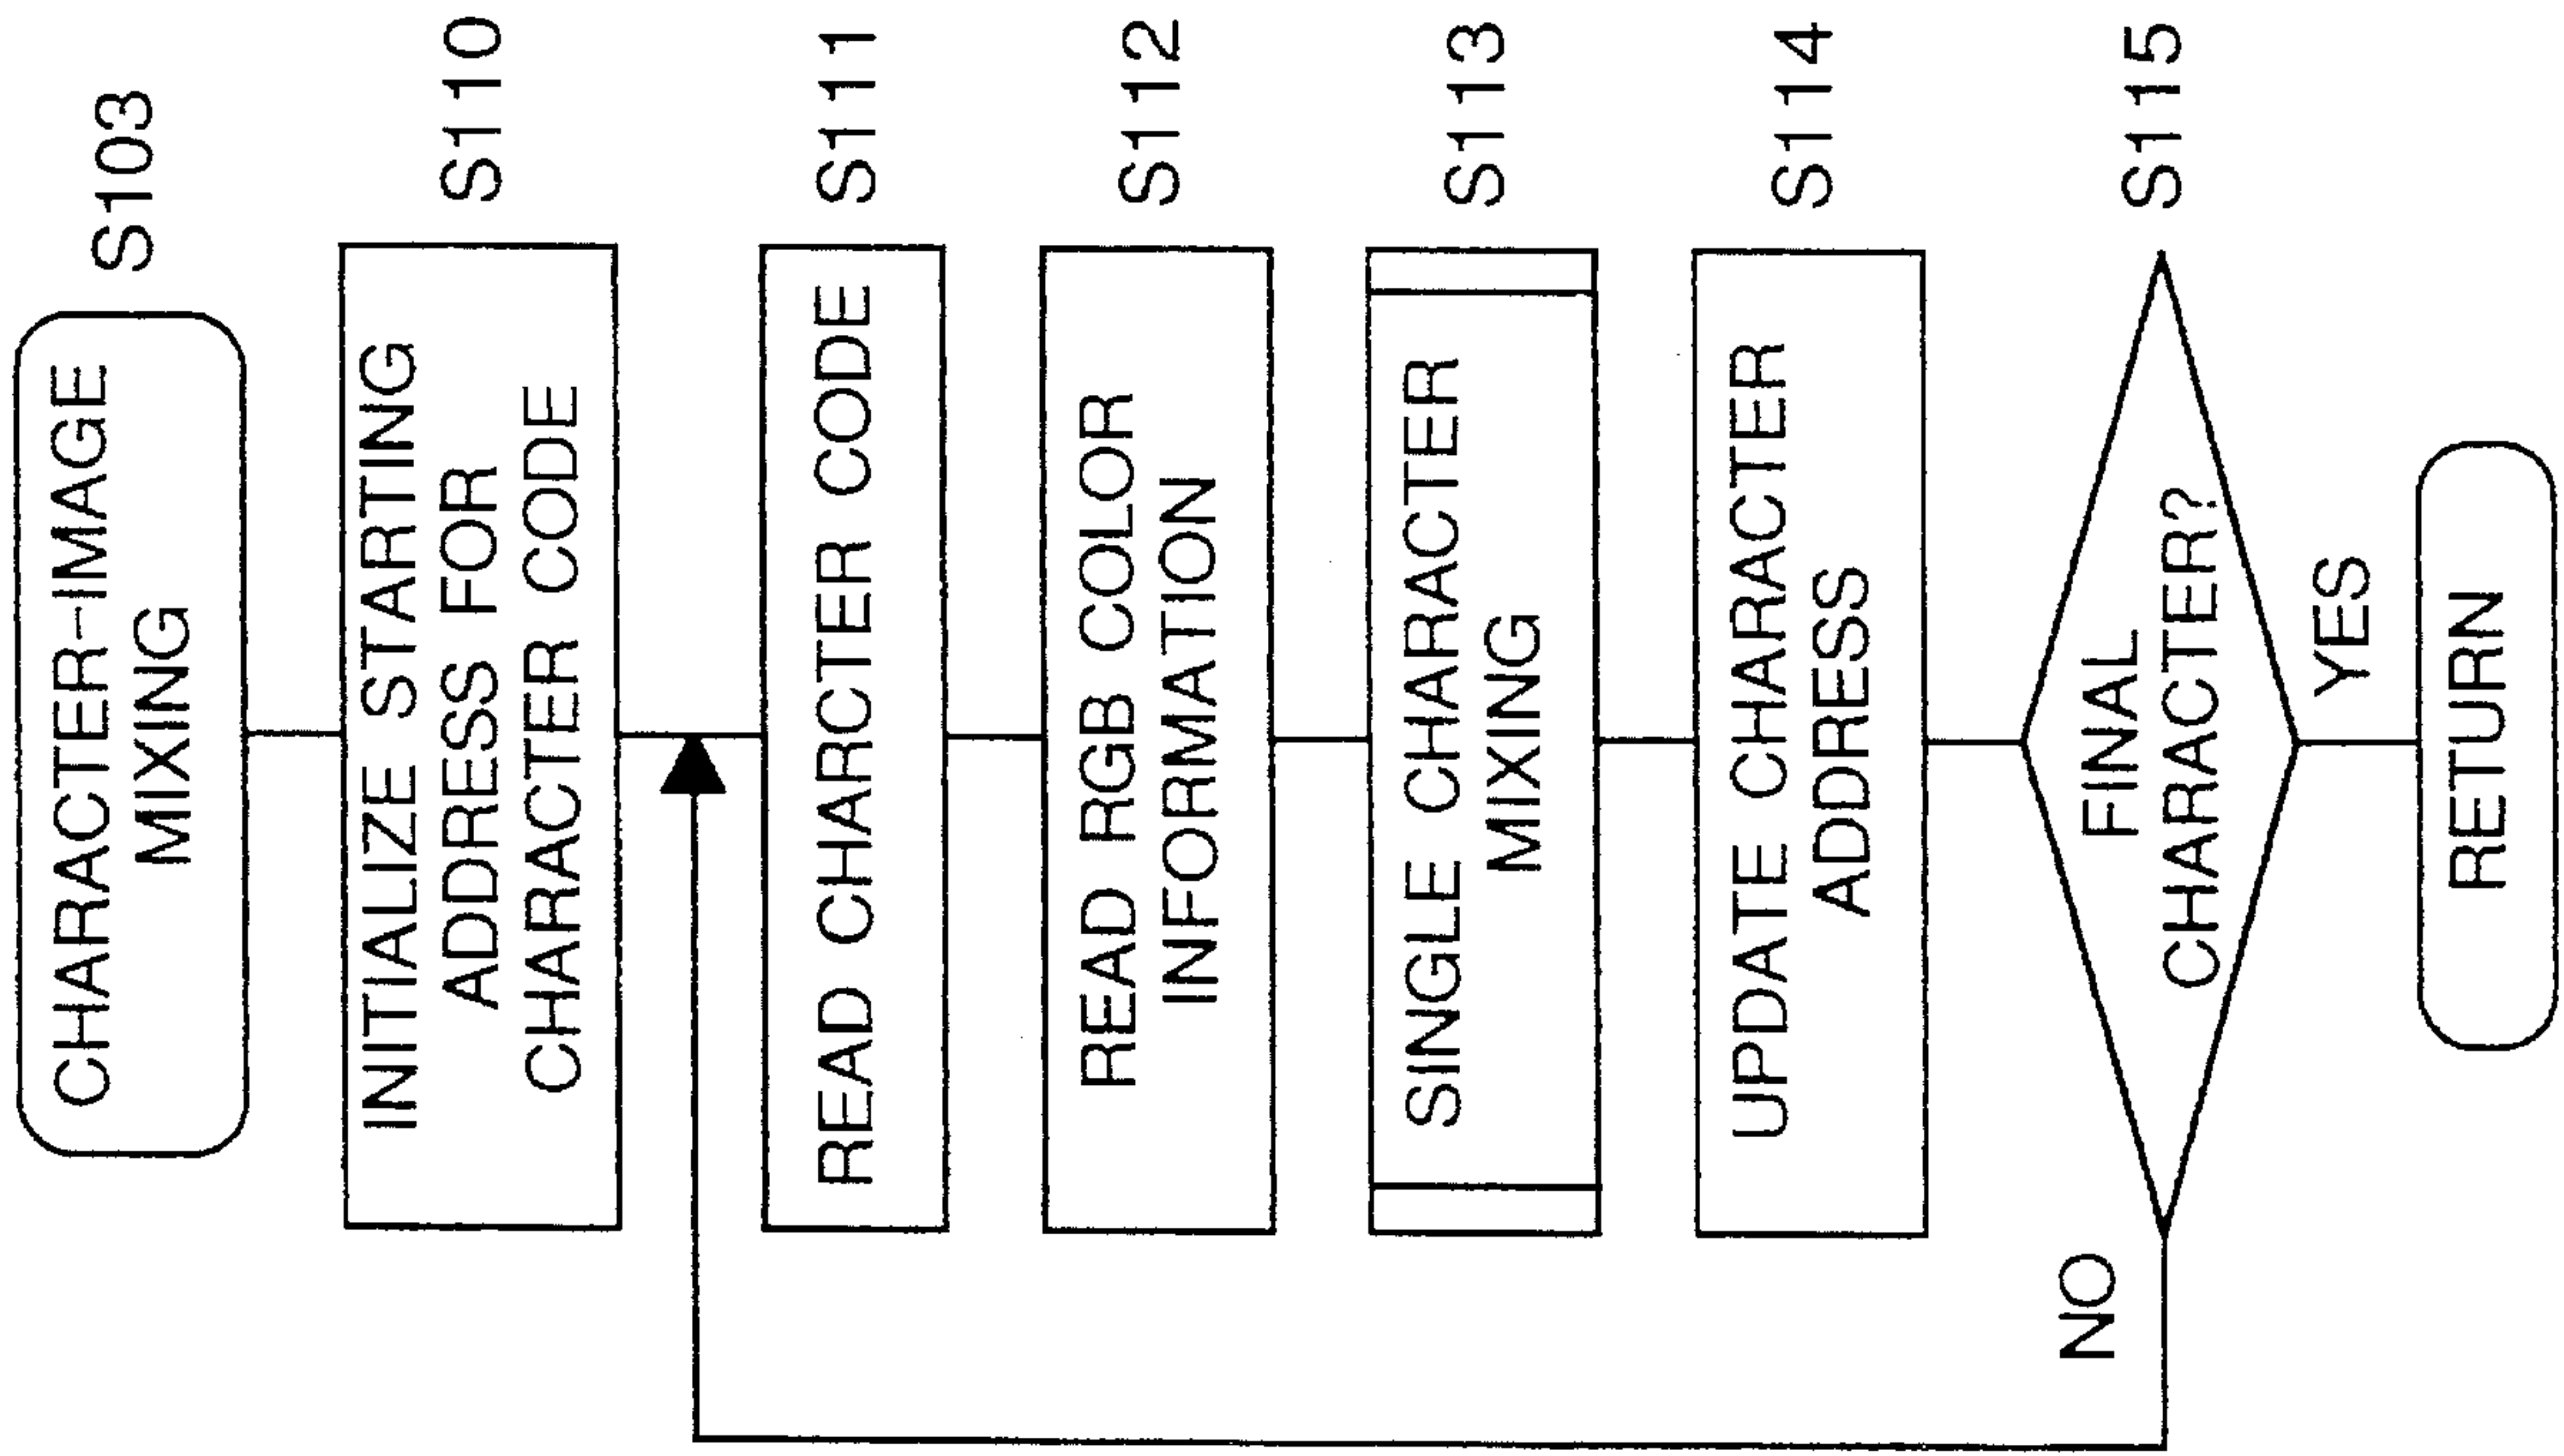 CHARACTER-IMAGE
MIXING
S103
INITIALIZE STARTING
ADDRESS FOR
CHARACTER CODE
S110
READ CHARCTER CODE
S111
READ RGB COLOR
INFORMATION
S112
SINGLE CHARACTER
MIXING
S113
UPDATE CHARACTER
ADDRESS
S114
FINAL
CHARACTER?
S115
NO
YES
RETURN